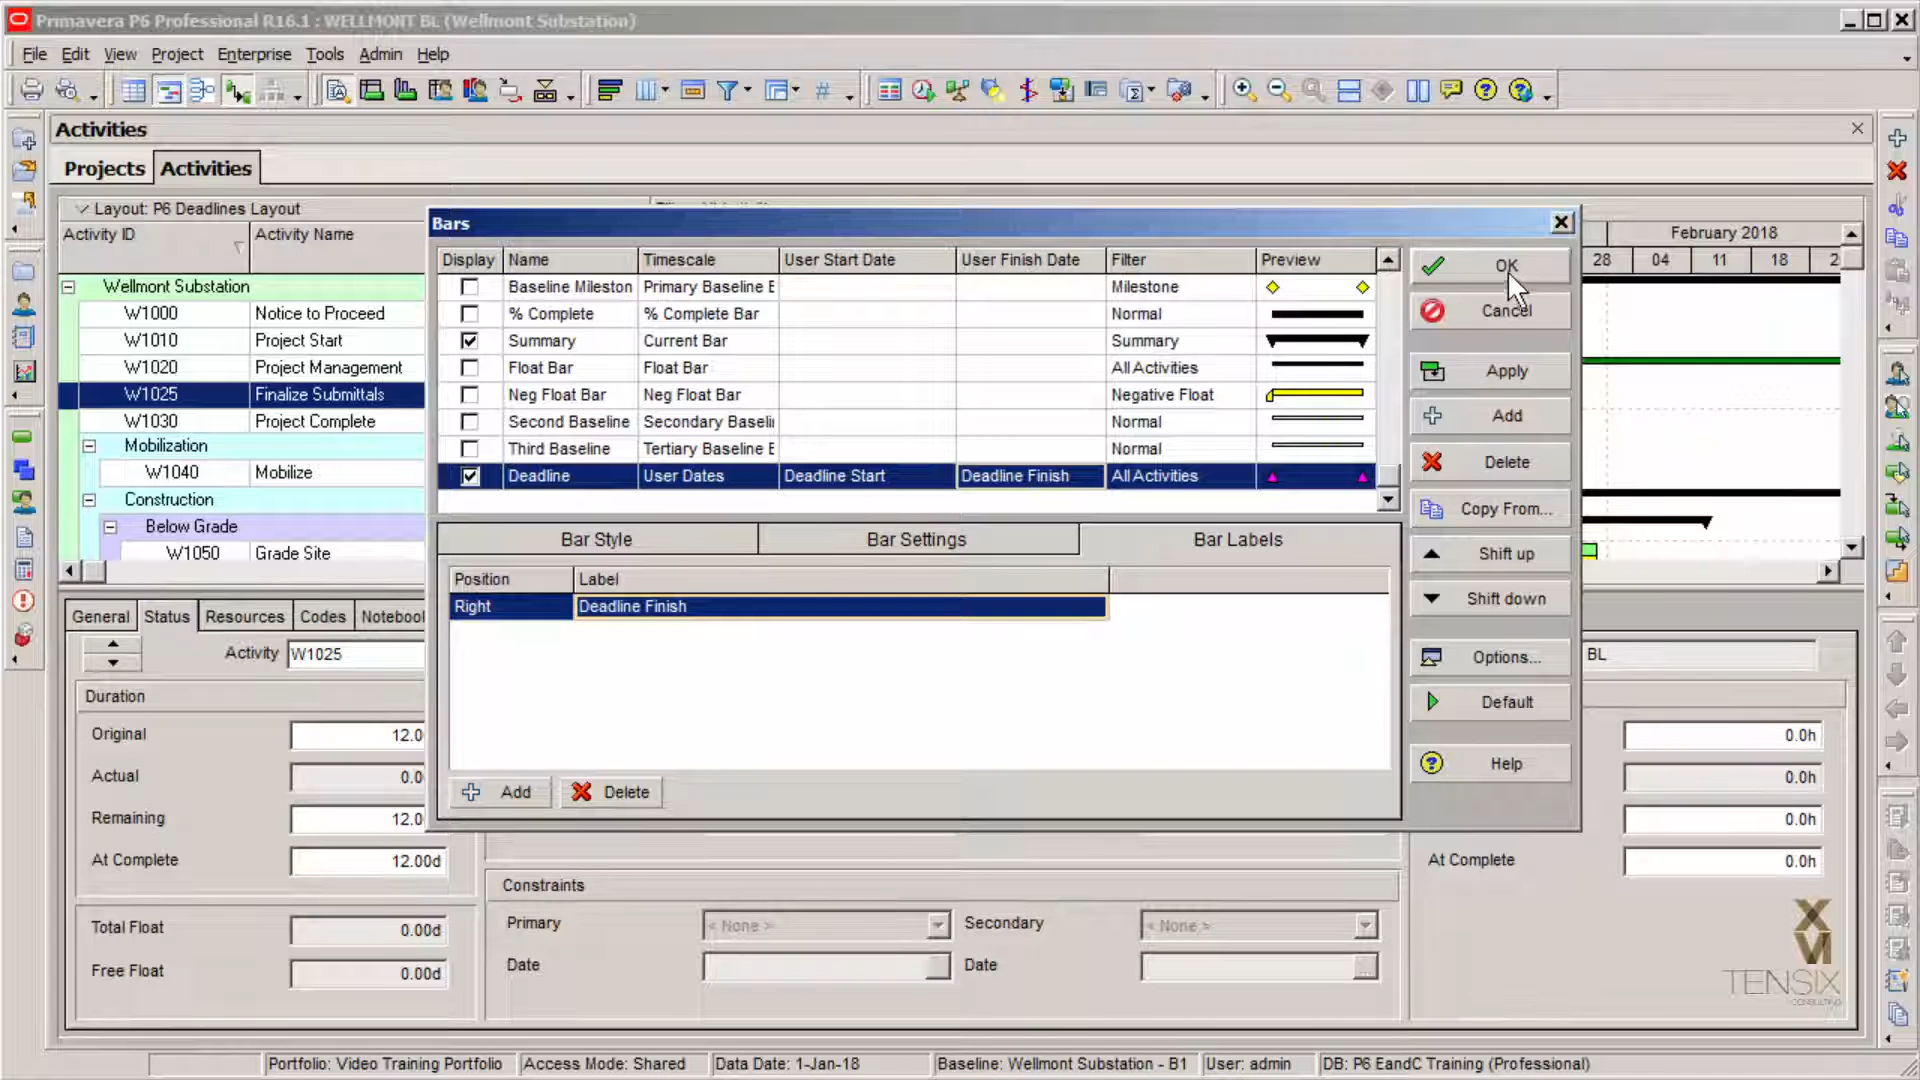 Primavera P6 Professional R16.1 : WELLMONT BL (Wellmont Substation)
File Edit View Project Enterprise Tools Admin Help
Activities
Projects Activities
Layout: P6 Deadlines Layout
Activity ID Activity Name
February 2018
28 04 11 18 2
Wellmont Substation
W1000 Notice to Proceed
W1010 Project Start
W1020 Project Management
W1025 Finalize Submittals
W1030 Project Complete
Mobilization
W1040 Mobilize
Construction
Below Grade
W1050 Grade Site
Bars
Display Name Timescale User Start Date User Finish Date Filter Preview
Baseline Mileston Primary Baseline E Milestone
% Complete % Complete Bar Normal
Summary Current Bar Summary
Float Bar Float Bar All Activities
Neg Float Bar Neg Float Bar Negative Float
Second Baseline Secondary Baseli Normal
Third Baseline Tertiary Baseline E Normal
Deadline User Dates Deadline Start Deadline Finish All Activities
Bar Style Bar Settings Bar Labels
Position Label
Right Deadline Finish
Add Delete
OK
Cancel
Apply
Add
Delete
Copy From...
Shift up
Shift down
Options...
Default
Help
General Status Resources Codes Notebool
Activity W1025
BL
Duration
Original 12.0
Actual 0.0
Remaining 12.0
At Complete 12.00d
Total Float 0.00d
Free Float 0.00d
0.0h
0.0h
0.0h
At Complete 0.0h
Constraints
Primary < None > Secondary < None >
Date Date
TENSIX
CONSULTING
Portfolio: Video Training Portfolio Access Mode: Shared Data Date: 1-Jan-18 Baseline: Wellmont Substation - B1 User: admin DB: P6 EandC Training (Professional)